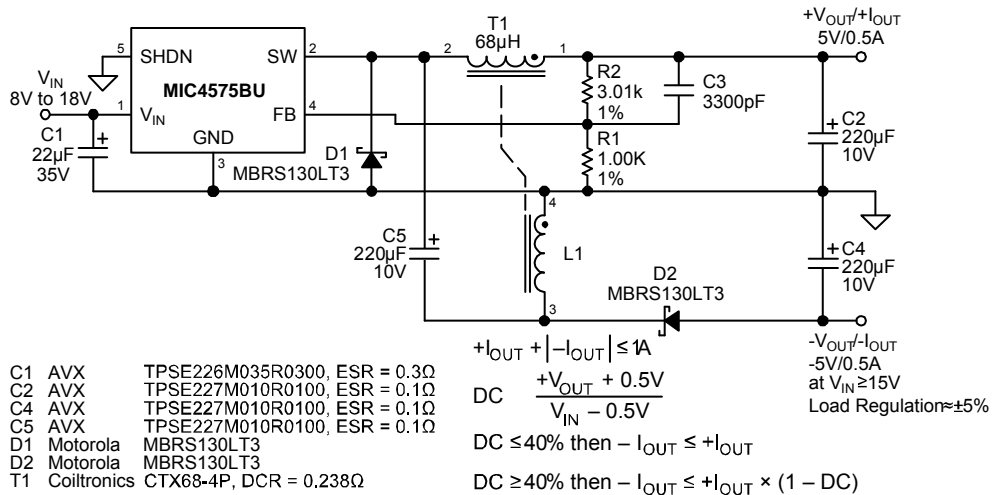 +VOUT/+IOUT
5V/0.5A
T1
68µH
5
SHDN
SW
2
2
1
R2
3.01k
1%
C3
3300pF
VIN
8V to 18V
MIC4575BU
1
VIN
FB
4
C1
22µF
35V
+
GND
3
D1
MBRS130LT3
R1
1.00K
1%
+
C2
220µF
10V
4
C5
220µF
10V
+
L1
+
C4
220µF
10V
D2
MBRS130LT3
3
-VOUT/-IOUT
-5V/0.5A
at VIN ≥15V
Load Regulation≈±5%
+IOUT + |–IOUT| ≤ 1A
DC +VOUT + 0.5V
VIN – 0.5V
DC ≤ 40% then – IOUT ≤ +IOUT
DC ≥ 40% then – IOUT ≤ +IOUT × (1 – DC)
C1 AVX TPSE226M035R0300, ESR = 0.3Ω
C2 AVX TPSE227M010R0100, ESR = 0.1Ω
C4 AVX TPSE227M010R0100, ESR = 0.1Ω
C5 AVX TPSE227M010R0100, ESR = 0.1Ω
D1 Motorola MBRS130LT3
D2 Motorola MBRS130LT3
T1 Coiltronics CTX68-4P, DCR = 0.238Ω